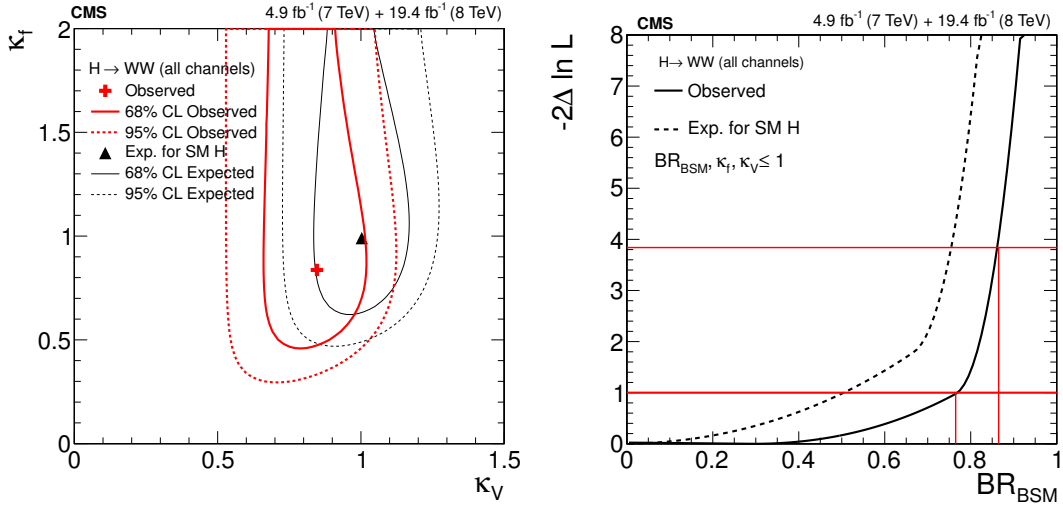 CMS 4.9 fb⁻¹ (7 TeV) + 19.4 fb⁻¹ (8 TeV)
κf
2
1.5
1
0.5
0
H → WW (all channels)
Observed
68% CL Observed
95% CL Observed
Exp. for SM H
68% CL Expected
95% CL Expected
0 0.5 1 1.5
κV
CMS 4.9 fb⁻¹ (7 TeV) + 19.4 fb⁻¹ (8 TeV)
-2Δ ln L
8
7
6
5
4
3
2
1
0
H → WW (all channels)
Observed
Exp. for SM H
BR_BSM, κf, κV ≤ 1
0 0.2 0.4 0.6 0.8 1
BR_BSM